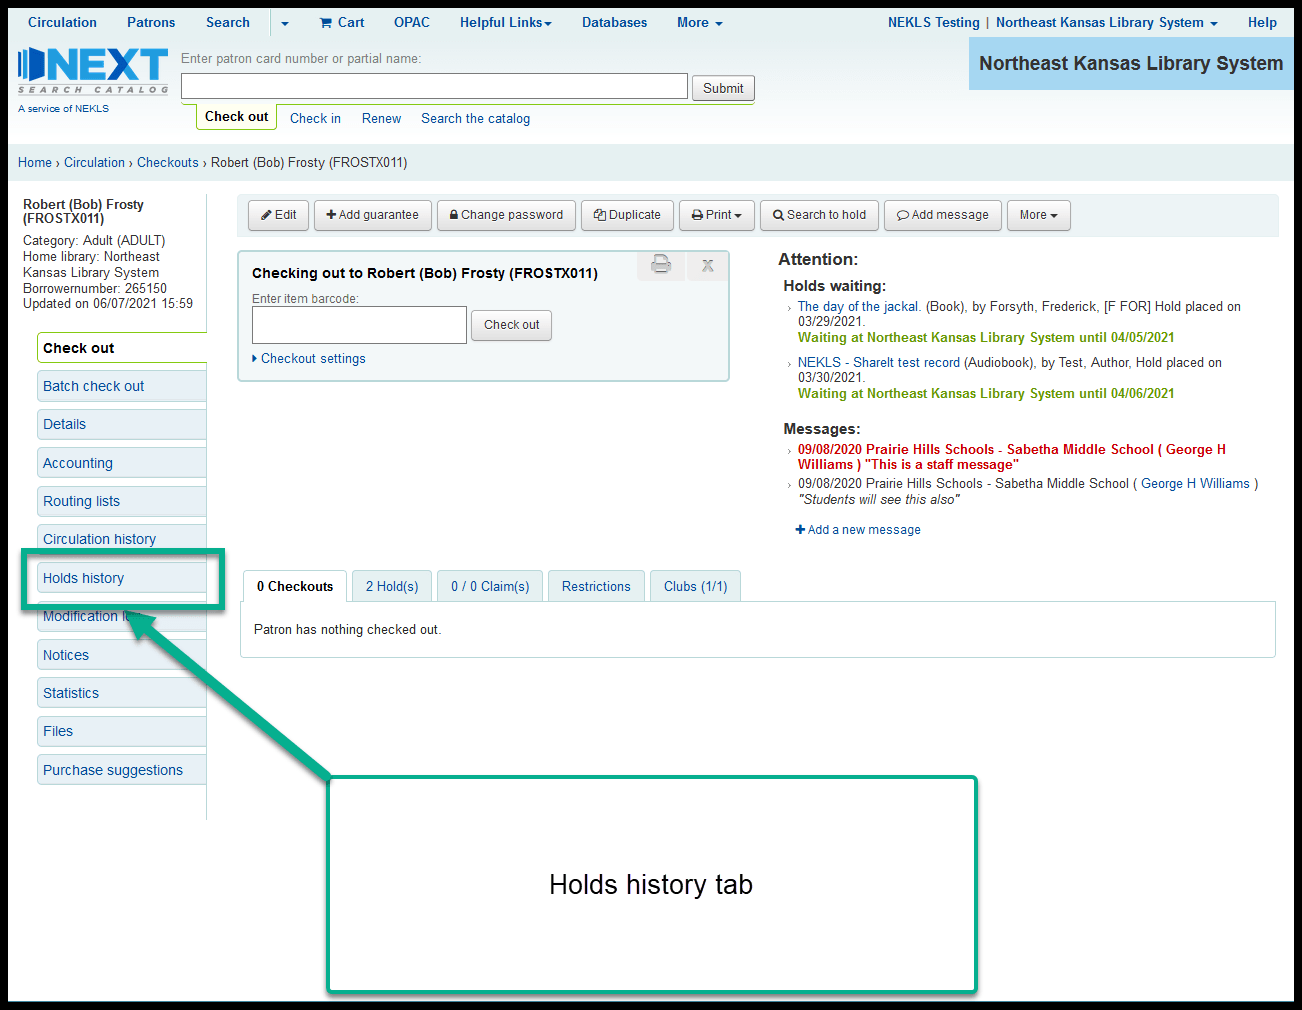 Circulation Patrons Search Cart OPAC Helpful Links Databases More NEKLS Testing | Northeast Kansas Library System Help
NEXT
SEARCH CATALOG
A service of NEKLS
Enter patron card number or partial name:
Submit
Check out Check in Renew Search the catalog
Northeast Kansas Library System
Home › Circulation › Checkouts › Robert (Bob) Frosty (FROSTX011)
Robert (Bob) Frosty
(FROSTX011)
Category: Adult (ADULT)
Home library: Northeast
Kansas Library System
Borrowernumber: 265150
Updated on 06/07/2021 15:59
Check out
Batch check out
Details
Accounting
Routing lists
Circulation history
Holds history
Modification
Notices
Statistics
Files
Purchase suggestions
Edit + Add guarantee Change password Duplicate Print Search to hold Add message More
Checking out to Robert (Bob) Frosty (FROSTX011)
X
Enter item barcode:
Check out
Checkout settings
Attention:
Holds waiting:
› The day of the jackal. (Book), by Forsyth, Frederick, [F FOR] Hold placed on
03/29/2021.
Waiting at Northeast Kansas Library System until 04/05/2021
› NEKLS - ShareIt test record (Audiobook), by Test, Author, Hold placed on
03/30/2021.
Waiting at Northeast Kansas Library System until 04/06/2021
Messages:
› 09/08/2020 Prairie Hills Schools - Sabetha Middle School ( George H
Williams ) "This is a staff message"
› 09/08/2020 Prairie Hills Schools - Sabetha Middle School ( George H Williams )
"Students will see this also"
+ Add a new message
0 Checkouts 2 Hold(s) 0 / 0 Claim(s) Restrictions Clubs (1/1)
Patron has nothing checked out.
Holds history tab